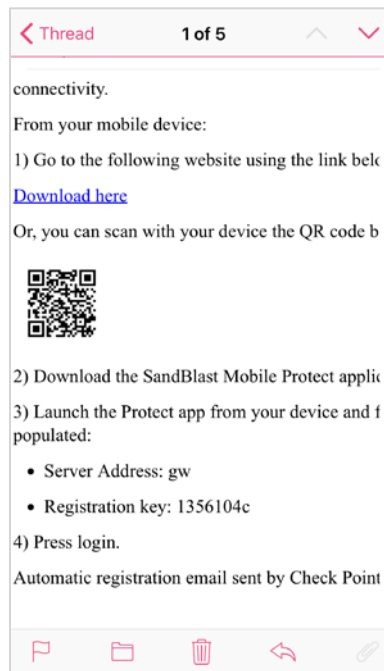 Thread
1 of 5
connectivity.
From your mobile device:
1) Go to the following website using the link belo
Download here
Or, you can scan with your device the QR code b
2) Download the SandBlast Mobile Protect applic
3) Launch the Protect app from your device and f
populated:
• Server Address: gw
• Registration key: 1356104c
4) Press login.
Automatic registration email sent by Check Point